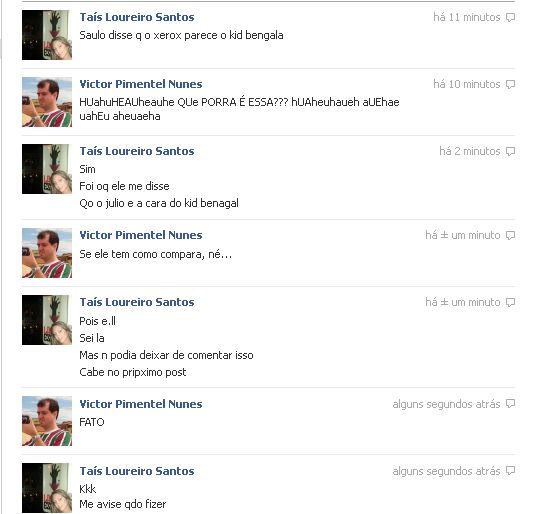 Taís Loureiro Santos
há 11 minutos
Saulo disse q o xerox parece o kid bengala
Victor Pimentel Nunes
há 10 minutos
HUahuHEAUheauhe QUe PORRA É ESSA??? hUAheuhaueh aUEhae
uahEu aheuaeha
Taís Loureiro Santos
há 2 minutos
Sim
Foi oq ele me disse
Qo o julio e a cara do kid benagal
Victor Pimentel Nunes
há ± um minuto
Se ele tem como compara, né...
Taís Loureiro Santos
há ± um minuto
Pois e.ll
Sei la
Mas n podia deixar de comentar isso
Cabe no pripximo post
Victor Pimentel Nunes
alguns segundos atrás
FATO
Taís Loureiro Santos
alguns segundos atrás
Kkk
Me avise qdo fizer